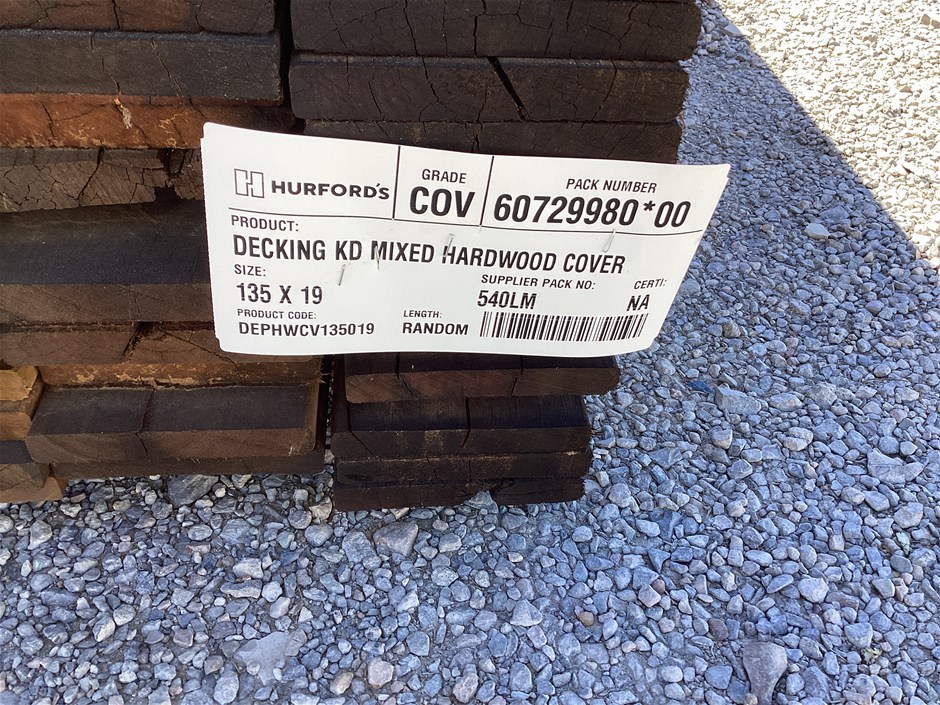 HURFORD'S
GRADE
COV
PACK NUMBER
60729980*00
PRODUCT:
DECKING KD MIXED HARDWOOD COVER
SIZE:
135 X 19
SUPPLIER PACK NO:
540LM
CERTI:
NA
PRODUCT CODE:
DEPHWCV135019
LENGTH:
RANDOM